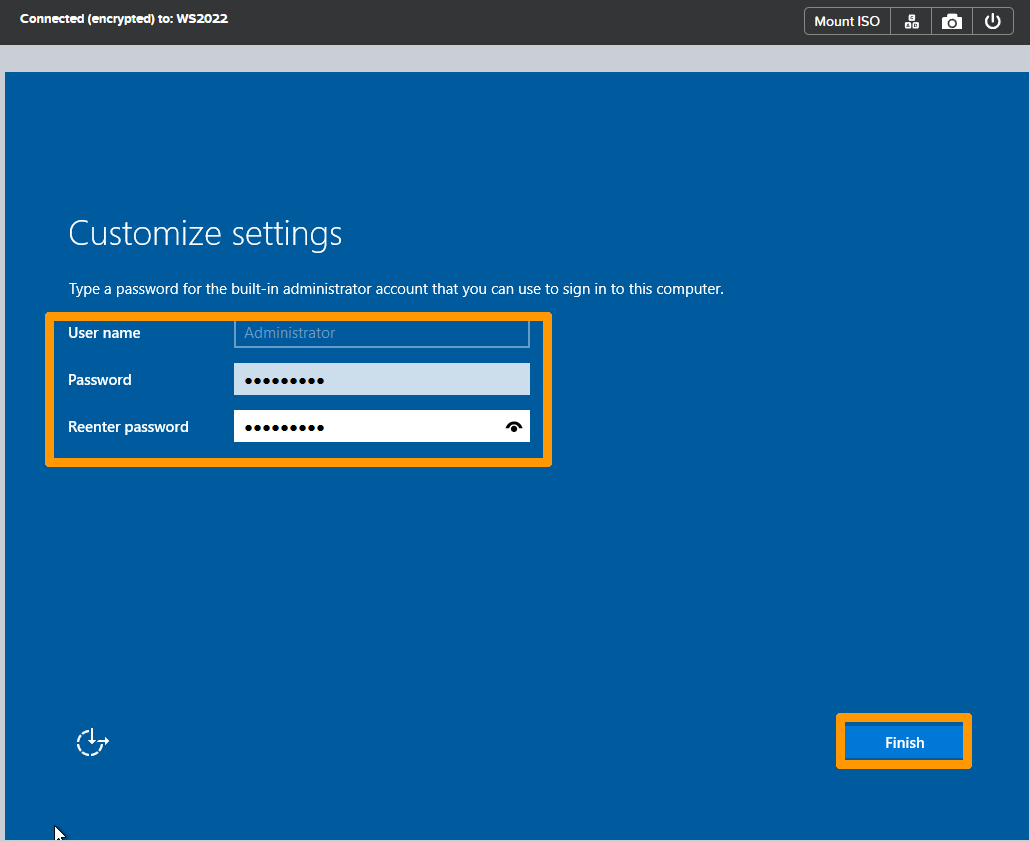 Connected (encrypted) to: WS2022
Mount ISO
Customize settings
Type a password for the built-in administrator account that you can use to sign in to this computer.
User name
Administrator
Password
●●●●●●●●●
Reenter password
●●●●●●●●●
Finish